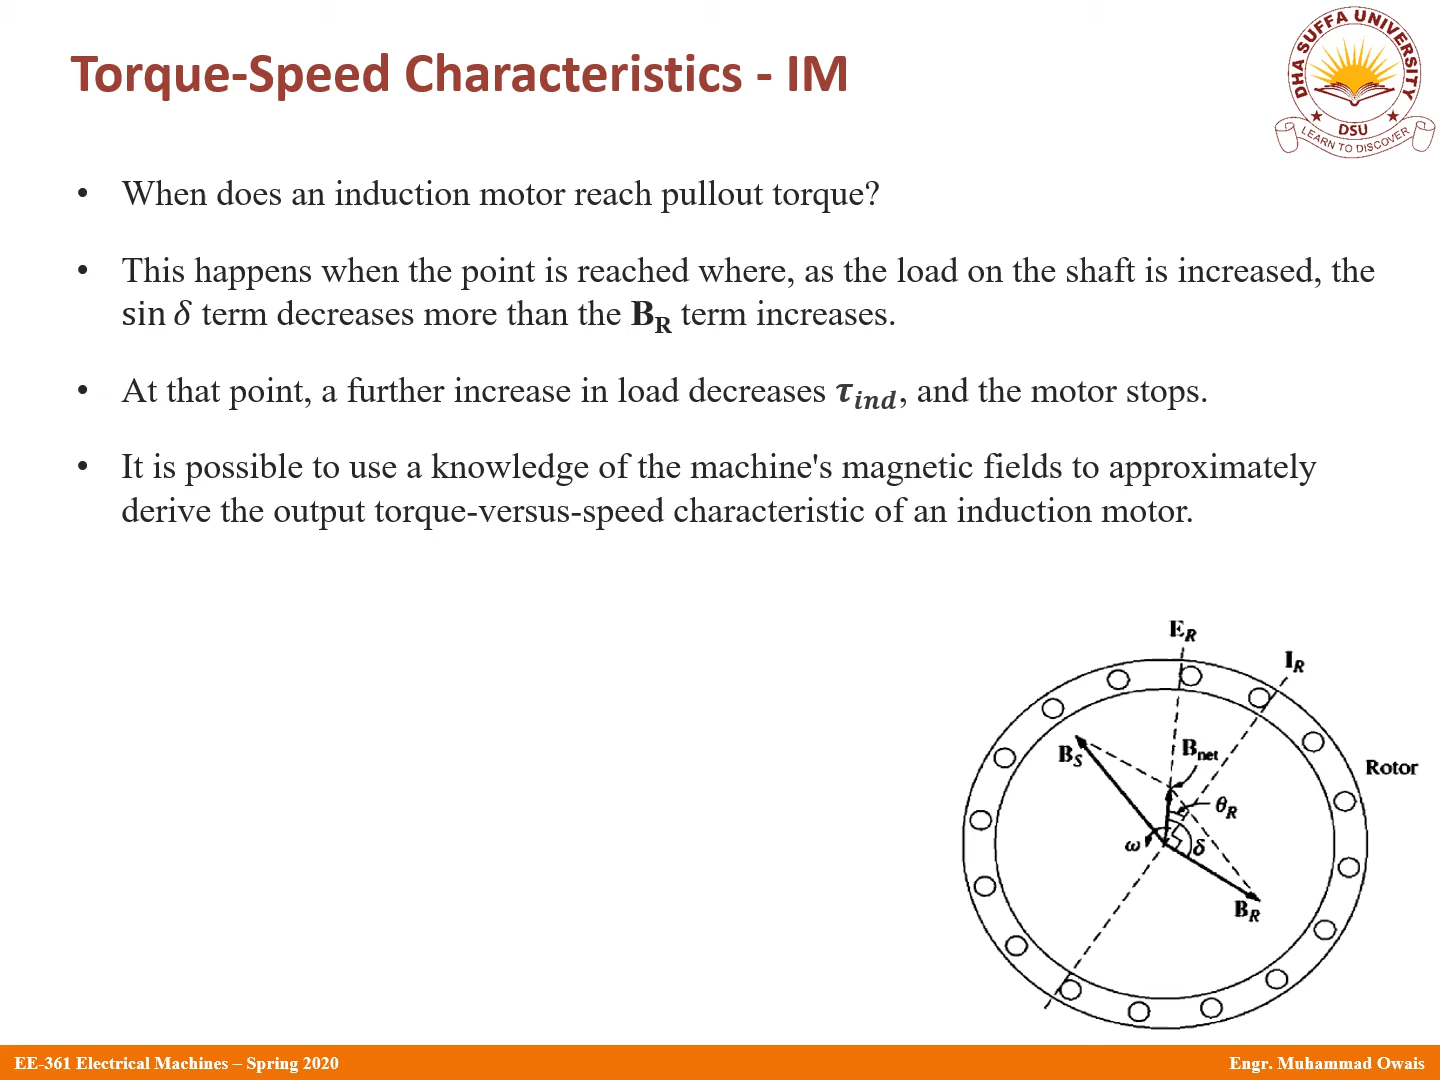 Torque-Speed Characteristics - IM
DHA SUFFA UNIVERSITY
DSU
LEARN TO DISCOVER
• When does an induction motor reach pullout torque?
• This happens when the point is reached where, as the load on the shaft is increased, the
sin δ term decreases more than the B_R term increases.
• At that point, a further increase in load decreases τ_ind, and the motor stops.
• It is possible to use a knowledge of the machine's magnetic fields to approximately
derive the output torque-versus-speed characteristic of an induction motor.
E_R
I_R
B_S
B_net
Rotor
θ_R
ω
δ
B_R
EE-361 Electrical Machines – Spring 2020
Engr. Muhammad Owais